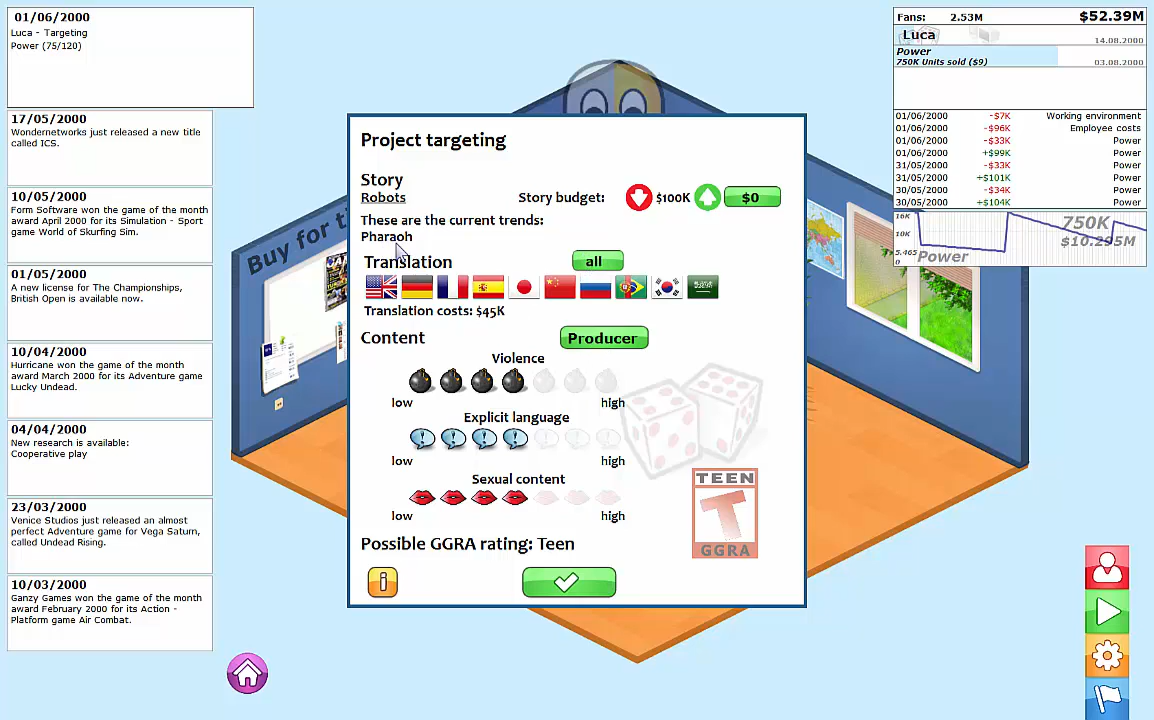 01/06/2000
Luca - Targeting
Power (75/120)
17/05/2000
Wondernetworks just released a new title
called ICS.
10/05/2000
Form Software won the game of the month
award April 2000 for its Simulation - Sport
game World of Skurfing Sim.
01/05/2000
A new license for The Championships,
British Open is available now.
10/04/2000
Hurricane won the game of the month
award March 2000 for its Adventure game
Lucky Undead.
04/04/2000
New research is available:
Cooperative play
23/03/2000
Venice Studios just released an almost
perfect Adventure game for Vega Saturn,
called Undead Rising.
10/03/2000
Ganzy Games won the game of the month
award February 2000 for its Action -
Platform game Air Combat.
Buy for t
Project targeting
Story
Robots
Story budget:
$100K
$0
These are the current trends:
Pharaoh
Translation
all
Translation costs: $45K
Content
Producer
Violence
low
high
Explicit language
low
high
Sexual content
low
high
TEEN
T
GGRA
Possible GGRA rating: Teen
i
Fans: 2.53M $52.39M
Luca
14.08.2000
Power
750K Units sold ($9)
03.08.2000
01/06/2000 -$7K Working environment
01/06/2000 -$96K Employee costs
01/06/2000 -$33K Power
01/06/2000 +$99K Power
31/05/2000 -$33K Power
31/05/2000 +$101K Power
30/05/2000 -$34K Power
30/05/2000 +$104K Power
16K
10K
5.465
0
Power
750K
$10.295M